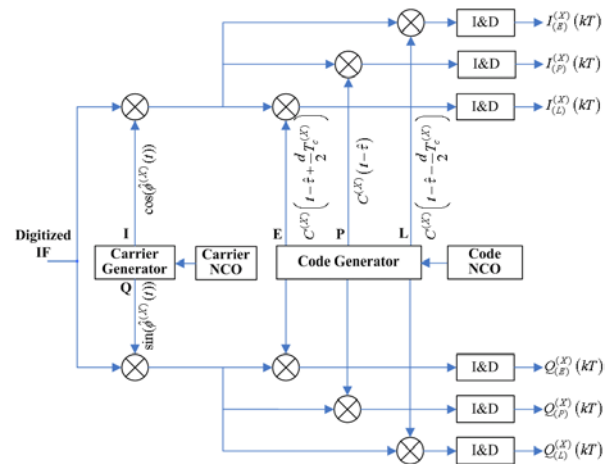 I&D
I_{(E)}^{(X)}(kT)
I&D
I_{(P)}^{(X)}(kT)
I&D
I_{(L)}^{(X)}(kT)
cos(φ̂^{(X)}(t))
C^{(X)}(t − τ̂ + d/2 T_c^{(X)})
C^{(X)}(t − τ̂)
C^{(X)}(t − τ̂ − d/2 T_c^{(X)})
Digitized
IF
I
E
P
L
Carrier
Generator
Carrier
NCO
Code Generator
Code
NCO
Q
sin(φ̂^{(X)}(t))
I&D
Q_{(E)}^{(X)}(kT)
I&D
Q_{(P)}^{(X)}(kT)
I&D
Q_{(L)}^{(X)}(kT)